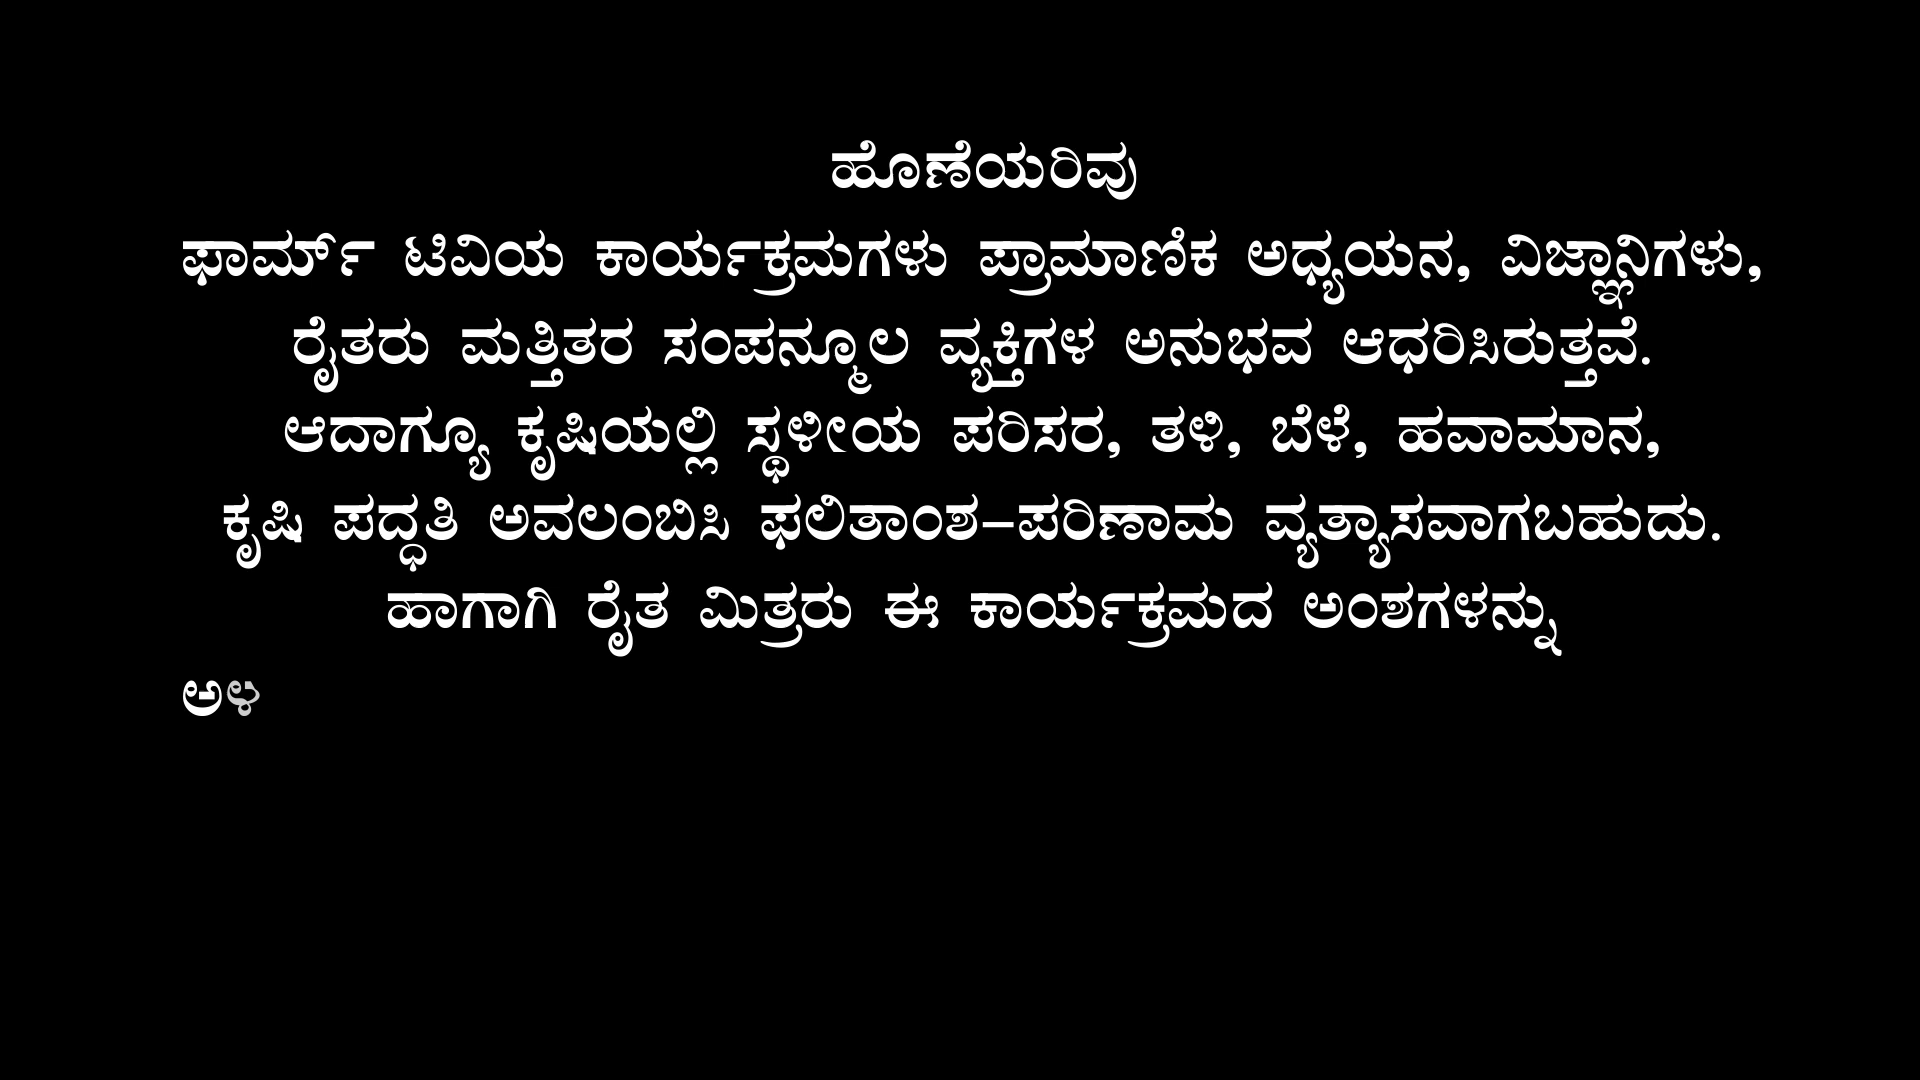 ಹೊಣೆಯರಿವು
ಫಾರ್ಮ್ ಟಿವಿಯ ಕಾರ್ಯಕ್ರಮಗಳು ಪ್ರಾಮಾಣಿಕ ಅಧ್ಯಯನ, ವಿಜ್ಞಾನಿಗಳು,
ರೈತರು ಮತ್ತಿತರ ಸಂಪನ್ಮೂಲ ವ್ಯಕ್ತಿಗಳ ಅನುಭವ ಆಧರಿಸಿರುತ್ತವೆ.
ಆದಾಗ್ಯೂ ಕೃಷಿಯಲ್ಲಿ ಸ್ಥಳೀಯ ಪರಿಸರ, ತಳಿ, ಬೆಳೆ, ಹವಾಮಾನ,
ಕೃಷಿ ಪದ್ಧತಿ ಅವಲಂಬಿಸಿ ಫಲಿತಾಂಶ-ಪರಿಣಾಮ ವ್ಯತ್ಯಾಸವಾಗಬಹುದು.
ಹಾಗಾಗಿ ರೈತ ಮಿತ್ರರು ಈ ಕಾರ್ಯಕ್ರಮದ ಅಂಶಗಳನ್ನು
ಅಳ